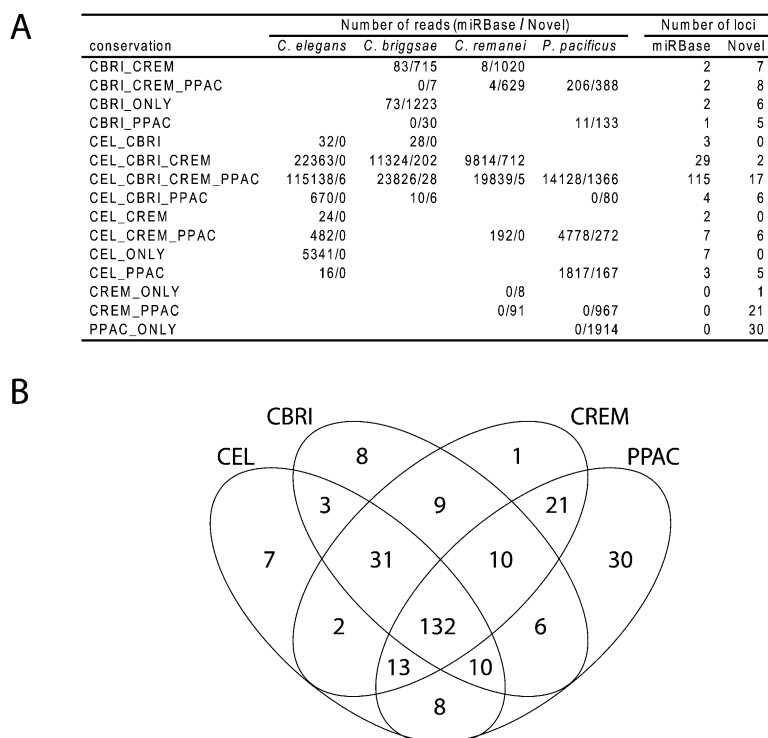 A
Number of reads (miRBase / Novel) Number of loci
conservation C. elegans C. briggsae C. remanei P. pacificus miRBase Novel
CBRI_CREM 83/715 8/1020 2 7
CBRI_CREM_PPAC 0/7 4/629 206/388 2 8
CBRI_ONLY 73/1223 2 6
CBRI_PPAC 0/30 11/133 1 5
CEL_CBRI 32/0 28/0 3 0
CEL_CBRI_CREM 22363/0 11324/202 9814/712 29 2
CEL_CBRI_CREM_PPAC 115138/6 23826/28 19839/5 14128/1366 115 17
CEL_CBRI_PPAC 670/0 10/6 0/80 4 6
CEL_CREM 24/0 2 0
CEL_CREM_PPAC 482/0 192/0 4778/272 7 6
CEL_ONLY 5341/0 7 0
CEL_PPAC 16/0 1817/167 3 5
CREM_ONLY 0/8 0 1
CREM_PPAC 0/91 0/967 0 21
PPAC_ONLY 0/1914 0 30
B
CBRI CREM
CEL PPAC
8 1
3 9 21
7 31 10 30
2 132 6
13 10
8